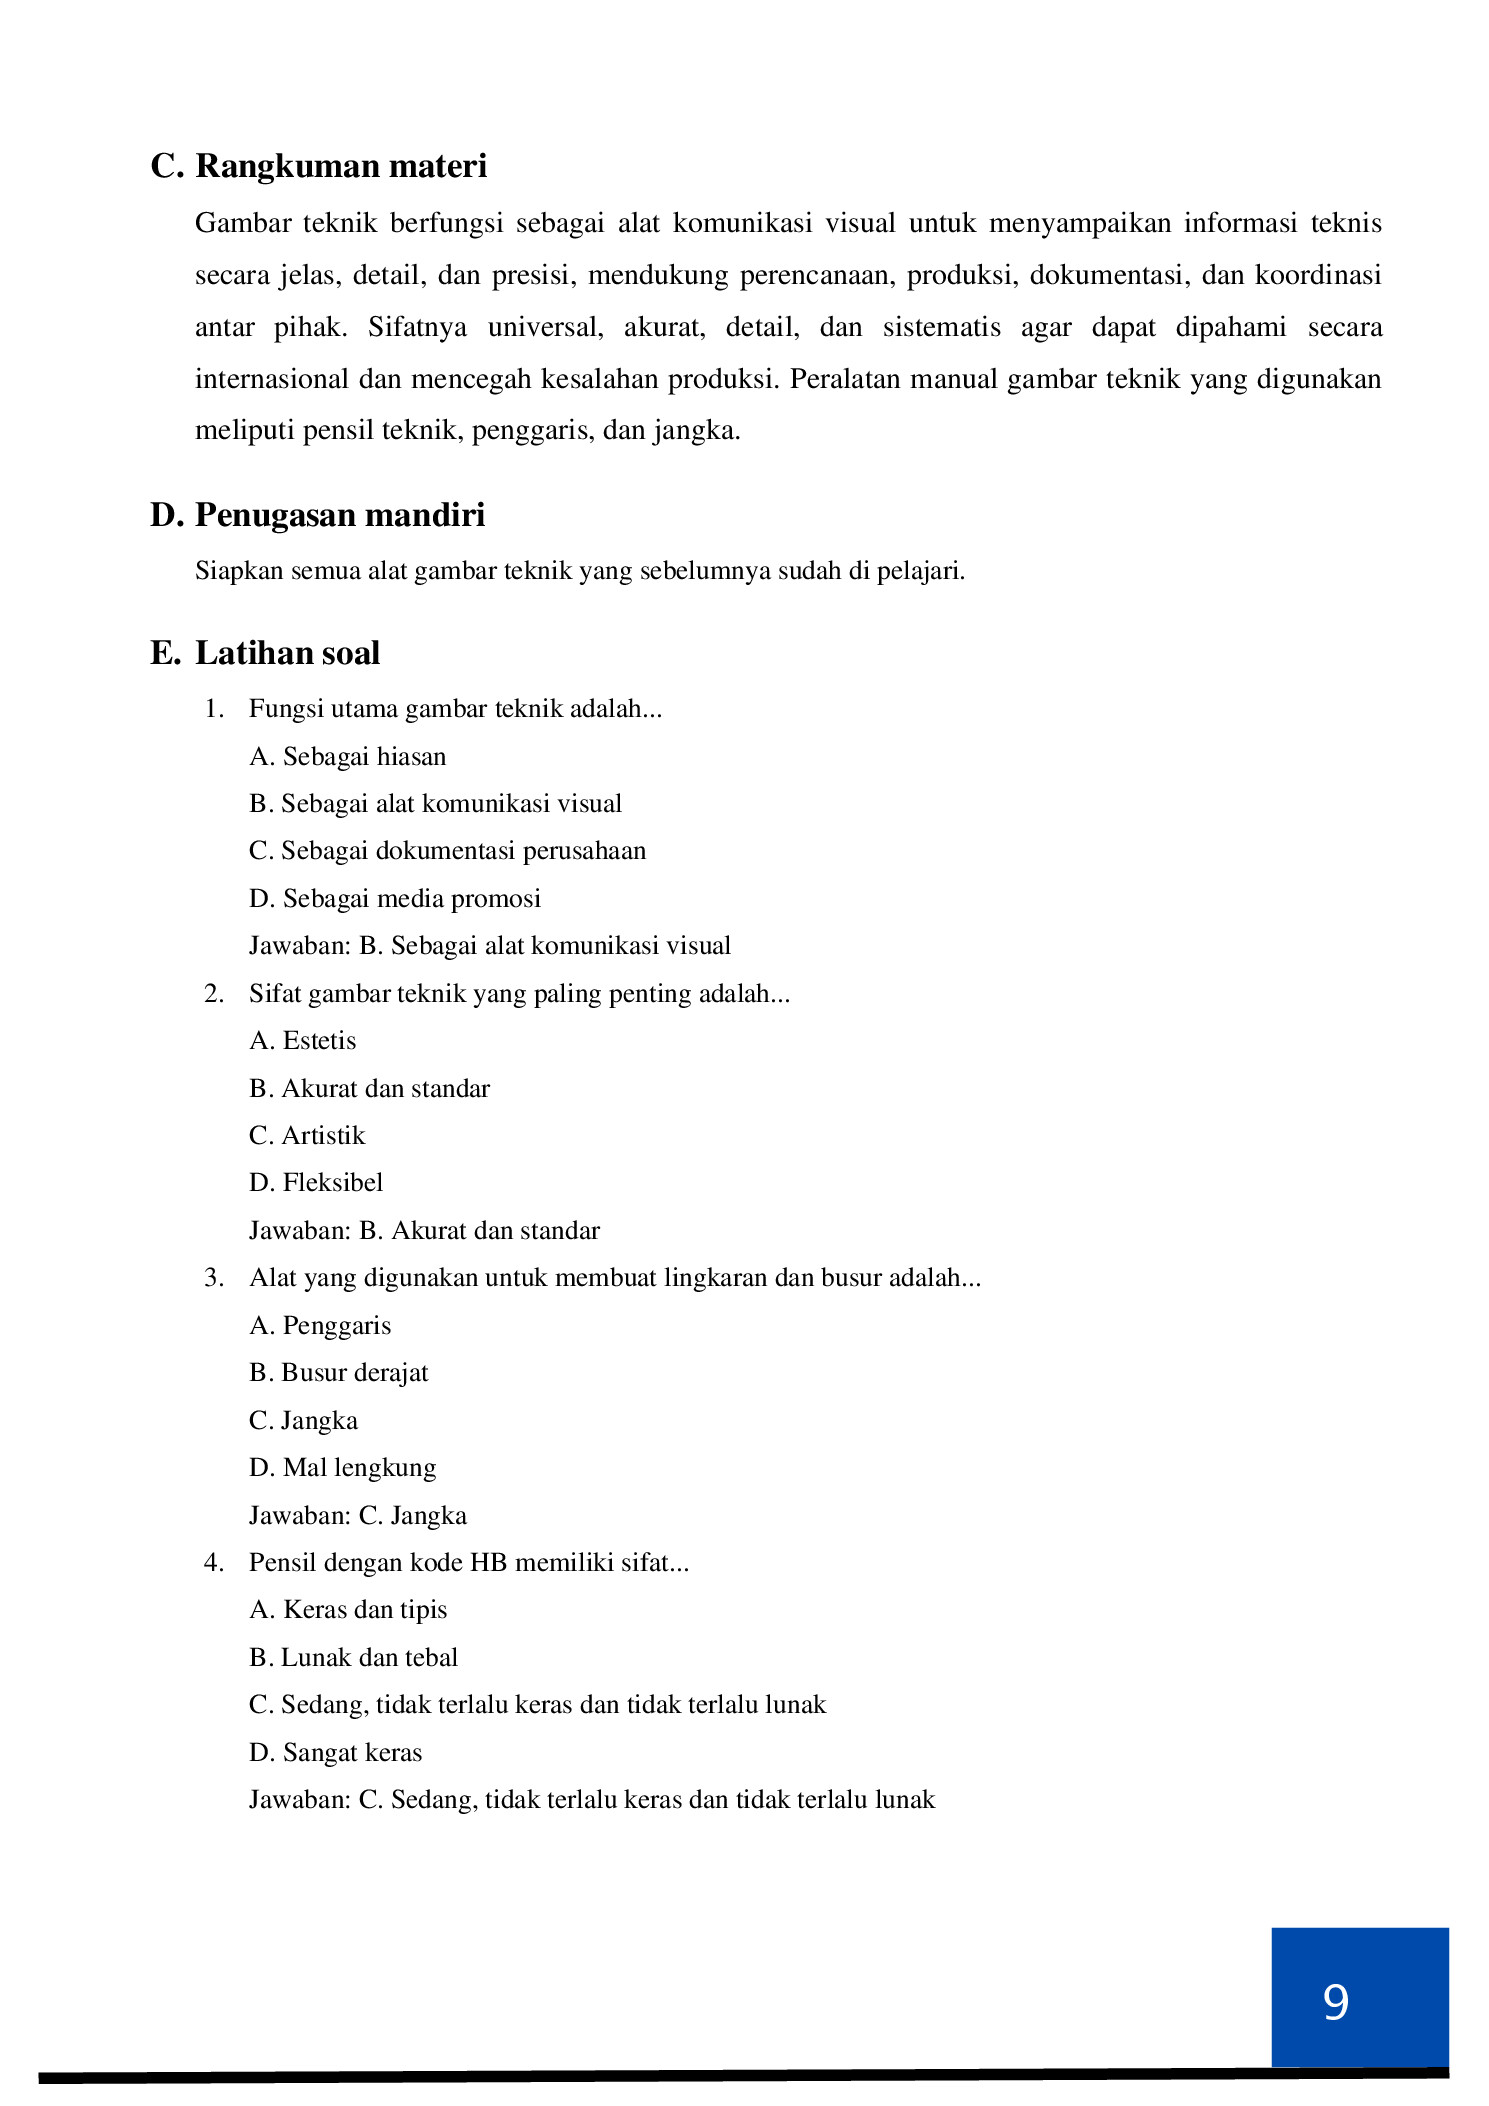 C. Rangkuman materi
Gambar teknik berfungsi sebagai alat komunikasi visual untuk menyampaikan informasi teknis
secara jelas, detail, dan presisi, mendukung perencanaan, produksi, dokumentasi, dan koordinasi
antar pihak. Sifatnya universal, akurat, detail, dan sistematis agar dapat dipahami secara
internasional dan mencegah kesalahan produksi. Peralatan manual gambar teknik yang digunakan
meliputi pensil teknik, penggaris, dan jangka.
D. Penugasan mandiri
Siapkan semua alat gambar teknik yang sebelumnya sudah di pelajari.
E. Latihan soal
1. Fungsi utama gambar teknik adalah...
A. Sebagai hiasan
B. Sebagai alat komunikasi visual
C. Sebagai dokumentasi perusahaan
D. Sebagai media promosi
Jawaban: B. Sebagai alat komunikasi visual
2. Sifat gambar teknik yang paling penting adalah...
A. Estetis
B. Akurat dan standar
C. Artistik
D. Fleksibel
Jawaban: B. Akurat dan standar
3. Alat yang digunakan untuk membuat lingkaran dan busur adalah...
A. Penggaris
B. Busur derajat
C. Jangka
D. Mal lengkung
Jawaban: C. Jangka
4. Pensil dengan kode HB memiliki sifat...
A. Keras dan tipis
B. Lunak dan tebal
C. Sedang, tidak terlalu keras dan tidak terlalu lunak
D. Sangat keras
Jawaban: C. Sedang, tidak terlalu keras dan tidak terlalu lunak
9